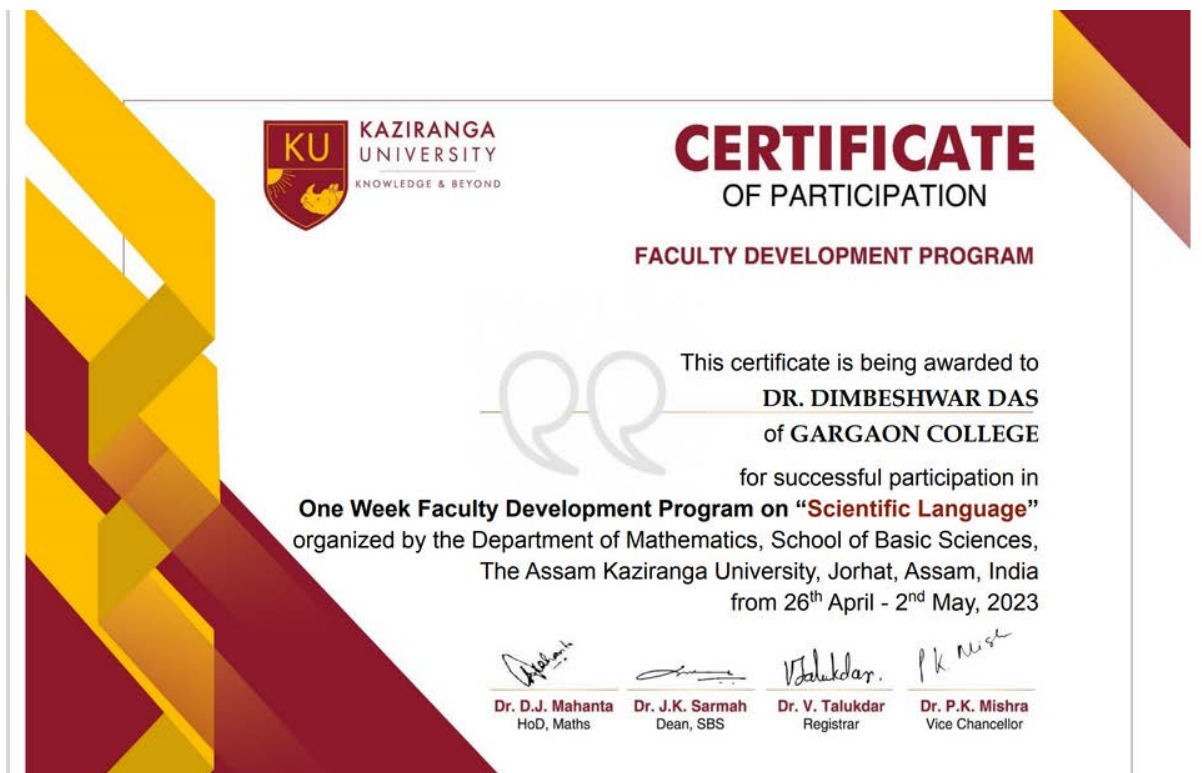 KU
KAZIRANGA
UNIVERSITY
KNOWLEDGE & BEYOND
CERTIFICATE
OF PARTICIPATION
FACULTY DEVELOPMENT PROGRAM
This certificate is being awarded to
DR. DIMBESHWAR DAS
of GARGAON COLLEGE
for successful participation in
One Week Faculty Development Program on “Scientific Language”
organized by the Department of Mathematics, School of Basic Sciences,
The Assam Kaziranga University, Jorhat, Assam, India
from 26th April - 2nd May, 2023
VTalukdar.
P K Mish
Dr. D.J. Mahanta
HoD, Maths
Dr. J.K. Sarmah
Dean, SBS
Dr. V. Talukdar
Registrar
Dr. P.K. Mishra
Vice Chancellor